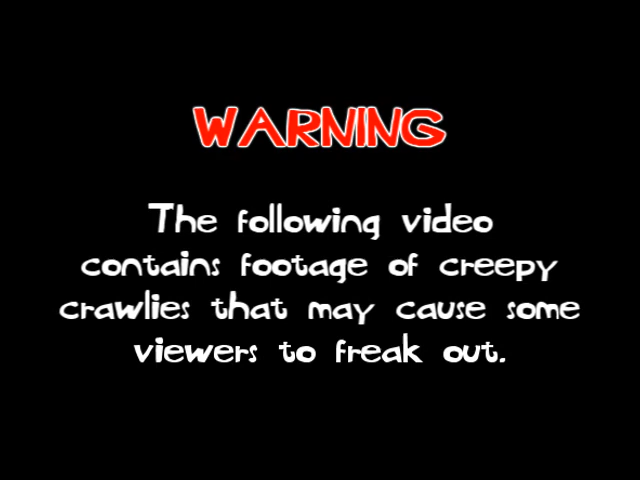 WARNING
The following video
contains footage of creepy
crawlies that may cause some
viewers to freak out.